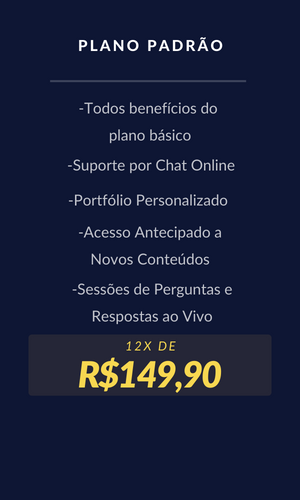 PLANO PADRÃO
-Todos benefícios do
plano básico
-Suporte por Chat Online
-Portfólio Personalizado
-Acesso Antecipado a
Novos Conteúdos
-Sessões de Perguntas e
Respostas ao Vivo
12X DE
R$149,90